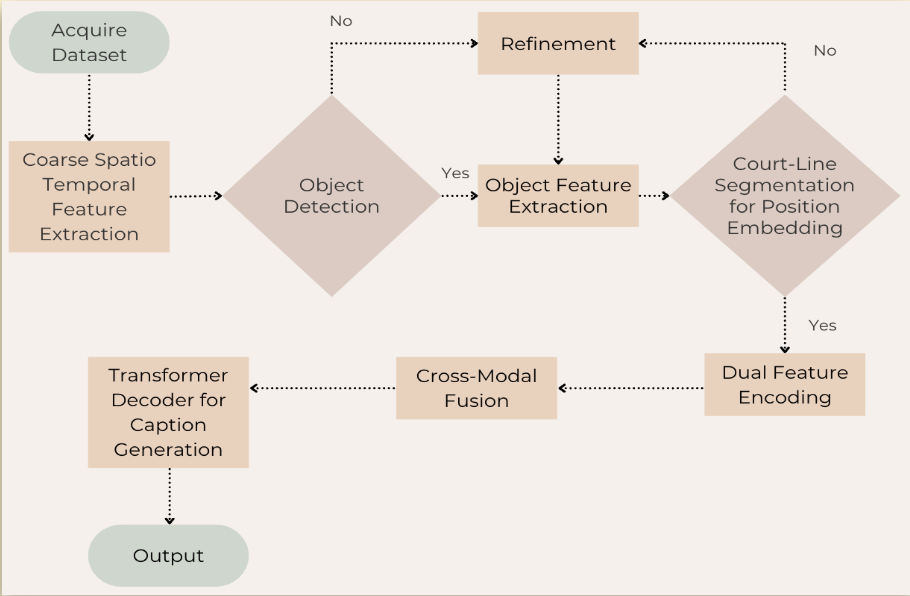 Acquire
Dataset
No
Refinement
No
Coarse Spatio
Temporal
Feature
Extraction
Object
Detection
Yes
Object Feature
Extraction
Court-Line
Segmentation
for Position
Embedding
Yes
Dual Feature
Encoding
Cross-Modal
Fusion
Transformer
Decoder for
Caption
Generation
Output